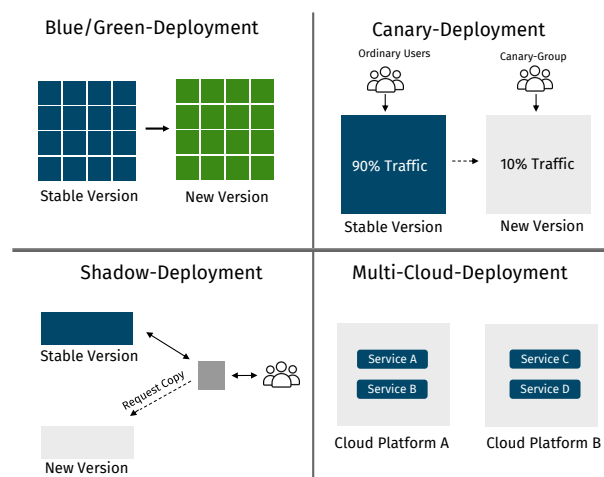 Blue/Green-Deployment
Stable Version
New Version
Canary-Deployment
Ordinary Users
Canary-Group
90% Traffic
10% Traffic
Stable Version
New Version
Shadow-Deployment
Stable Version
Request Copy
New Version
Multi-Cloud-Deployment
Service A
Service B
Cloud Platform A
Service C
Service D
Cloud Platform B